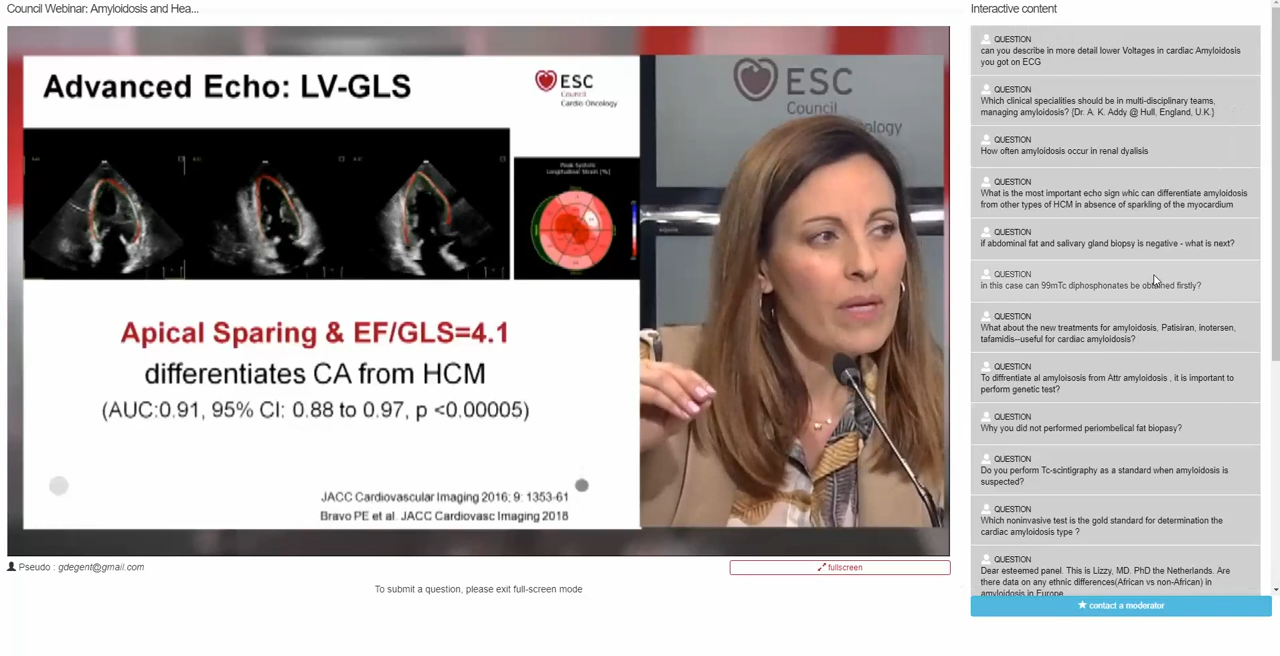 Council Webinar: Amyloidosis and Hea...
Advanced Echo: LV-GLS
ESC
Council
Cardio Oncology
Peak Systolic
Longitudinal Strain [%]
Apical Sparing & EF/GLS=4.1
differentiates CA from HCM
(AUC:0.91, 95% CI: 0.88 to 0.97, p <0.00005)
JACC Cardiovascular Imaging 2016; 9: 1353-61
Bravo PE et al. JACC Cardiovasc Imaging 2018
ESC
Council
ology
Pseudo : gdegent@gmail.com
fullscreen
To submit a question, please exit full-screen mode
Interactive content
QUESTION
can you describe in more detail lower Voltages in cardiac Amyloidosis
you got on ECG
QUESTION
Which clinical specialities should be in multi-disciplinary teams,
managing amyloidosis? {Dr. A. K. Addy @ Hull, England, U.K.}
QUESTION
How often amyloidosis occur in renal dyalisis
QUESTION
What is the most important echo sign whic can differentiate amyloidosis
from other types of HCM in absence of sparkling of the myocardium
QUESTION
if abdominal fat and salivary gland biopsy is negative - what is next?
QUESTION
in this case can 99mTc diphosphonates be obtained firstly?
QUESTION
What about the new treatments for amyloidosis, Patisiran, inotersen,
tafamidis--useful for cardiac amyloidosis?
QUESTION
To diffrentiate al amyloisosis from Attr amyloidosis , it is important to
perform genetic test?
QUESTION
Why you did not performed periombelical fat biopasy?
QUESTION
Do you perform Tc-scintigraphy as a standard when amyloidosis is
suspected?
QUESTION
Which noninvasive test is the gold standard for determination the
cardiac amyloidosis type ?
QUESTION
Dear esteemed panel. This is Lizzy, MD. PhD the Netherlands. Are
there data on any ethnic differences(African vs non-African) in
amyloidosis in Europe
contact a moderator